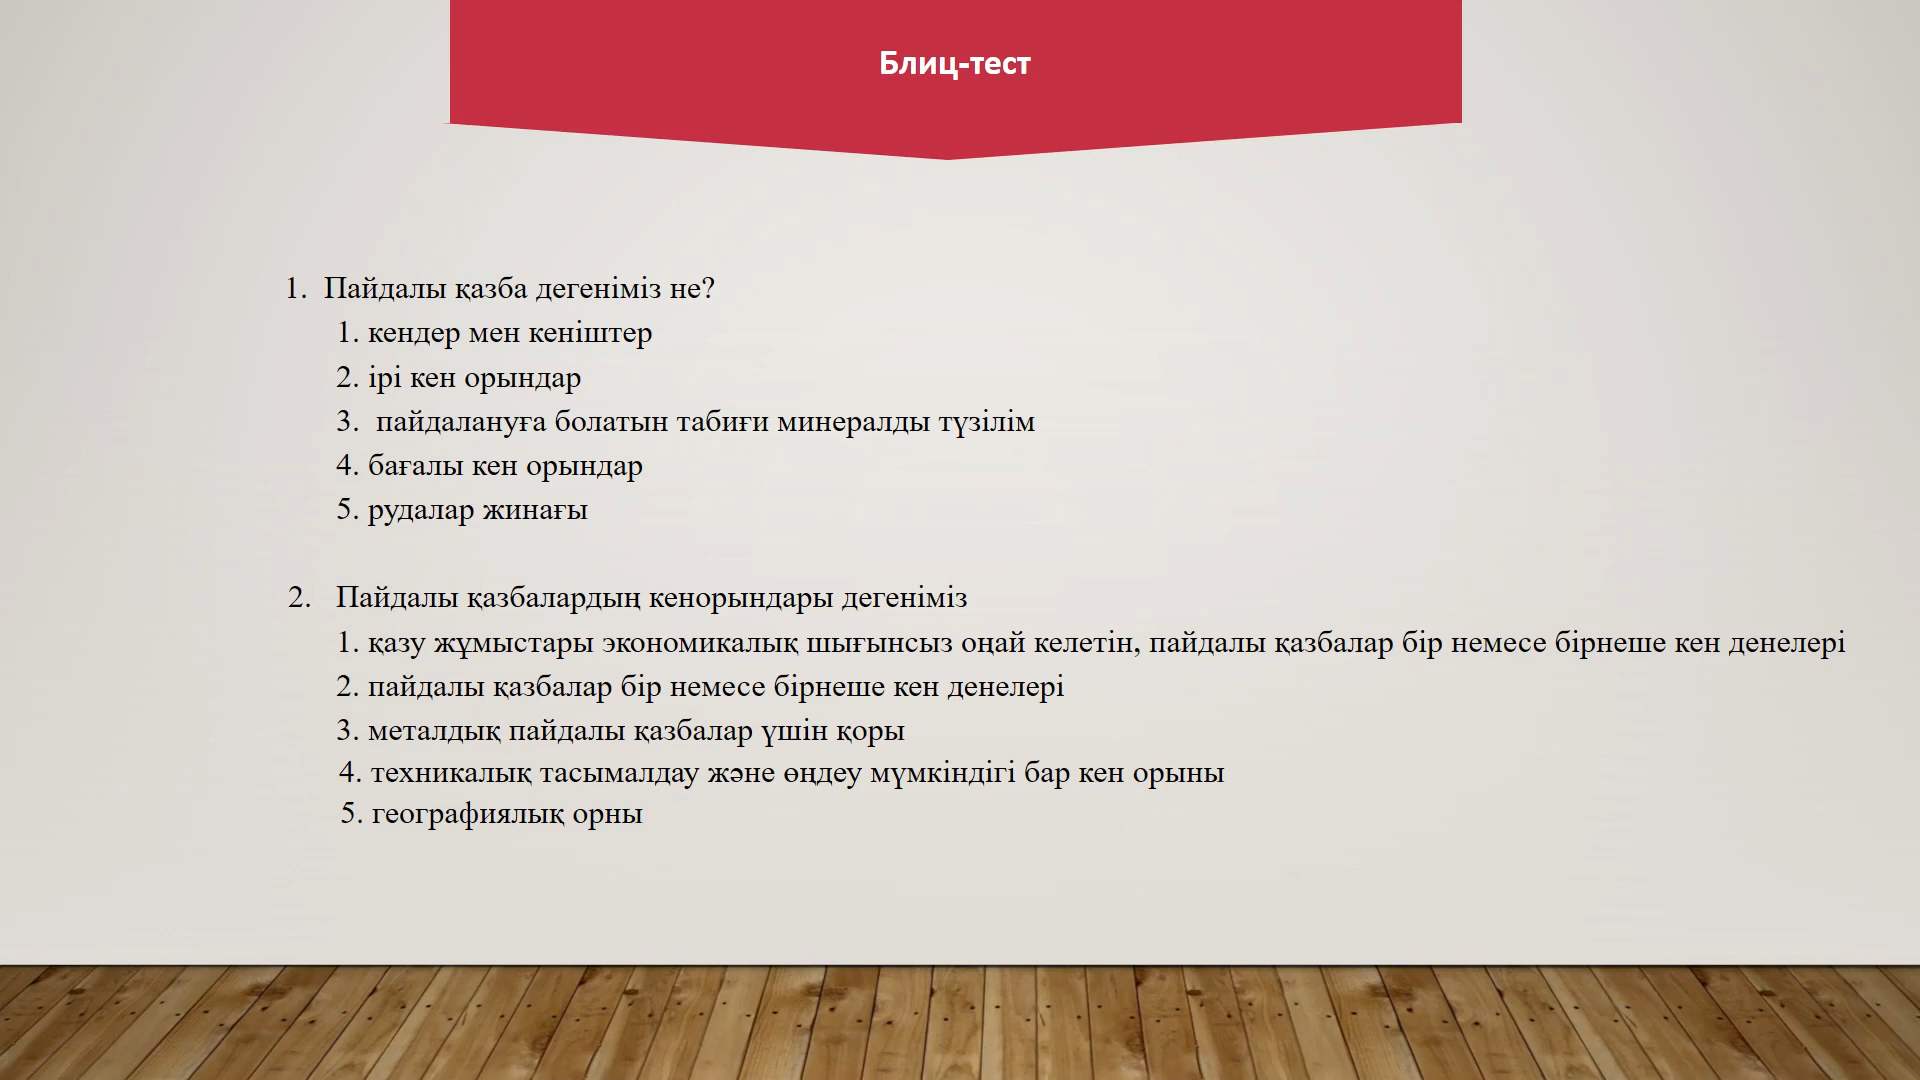 Блиц-тест
1. Пайдалы қазба дегеніміз не?
1. кендер мен кеніштер
2. ірі кен орындар
3. пайдалануға болатын табиғи минералды түзілім
4. бағалы кен орындар
5. рудалар жинағы
2. Пайдалы қазбалардың кенорындары дегеніміз
1. қазу жұмыстары экономикалық шығынсыз оңай келетін, пайдалы қазбалар бір немесе бірнеше кен денелері
2. пайдалы қазбалар бір немесе бірнеше кен денелері
3. металдық пайдалы қазбалар үшін қоры
4. техникалық тасымалдау және өңдеу мүмкіндігі бар кен орыны
5. географиялық орны